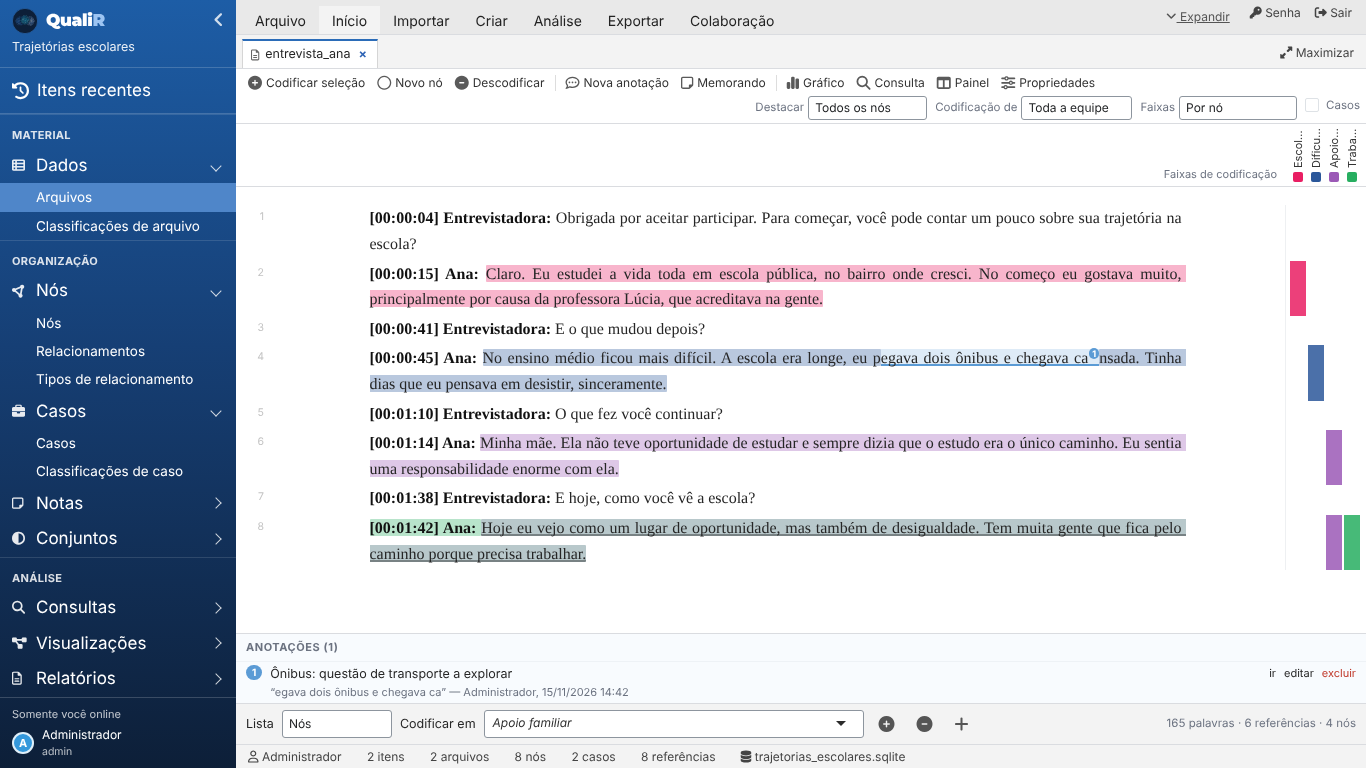 QualiR
Trajetórias escolares
Itens recentes
MATERIAL
Dados
Arquivos
Classificações de arquivo
ORGANIZAÇÃO
Nós
Nós
Relacionamentos
Tipos de relacionamento
Casos
Casos
Classificações de caso
Notas
Conjuntos
ANÁLISE
Consultas
Visualizações
Relatórios
Somente você online
A
Administrador
admin
Arquivo Início Importar Criar Análise Exportar Colaboração
Expandir Senha Sair
entrevista_ana ×
Maximizar
Codificar seleção Novo nó Descodificar Nova anotação Memorando Gráfico Consulta Painel Propriedades
Destacar Todos os nós Codificação de Toda a equipe Faixas Por nó Casos
Faixas de codificação
Escol... Dificu... Apoio... Traba...
1 [00:00:04] Entrevistadora: Obrigada por aceitar participar. Para começar, você pode contar um pouco sobre sua trajetória na
escola?
2 [00:00:15] Ana: Claro. Eu estudei a vida toda em escola pública, no bairro onde cresci. No começo eu gostava muito,
principalmente por causa da professora Lúcia, que acreditava na gente.
3 [00:00:41] Entrevistadora: E o que mudou depois?
4 [00:00:45] Ana: No ensino médio ficou mais difícil. A escola era longe, eu pegava dois ônibus e chegava ca1nsada. Tinha
dias que eu pensava em desistir, sinceramente.
5 [00:01:10] Entrevistadora: O que fez você continuar?
6 [00:01:14] Ana: Minha mãe. Ela não teve oportunidade de estudar e sempre dizia que o estudo era o único caminho. Eu sentia
uma responsabilidade enorme com ela.
7 [00:01:38] Entrevistadora: E hoje, como você vê a escola?
8 [00:01:42] Ana: Hoje eu vejo como um lugar de oportunidade, mas também de desigualdade. Tem muita gente que fica pelo
caminho porque precisa trabalhar.
ANOTAÇÕES (1)
1 Ônibus: questão de transporte a explorar ir editar excluir
“egava dois ônibus e chegava ca” — Administrador, 15/11/2026 14:42
Lista Nós Codificar em Apoio familiar 165 palavras · 6 referências · 4 nós
Administrador 2 itens 2 arquivos 8 nós 2 casos 8 referências trajetorias_escolares.sqlite